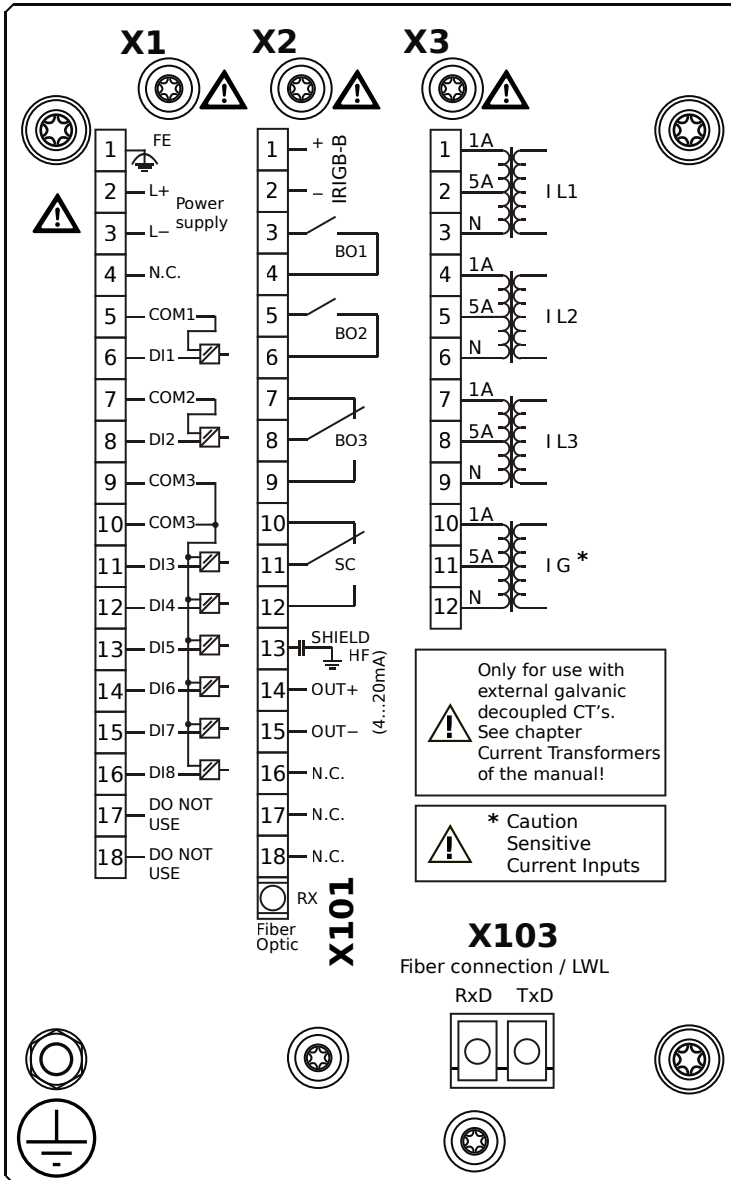 X1
X2
X3
1 FE
2 L+
Power
supply
3 L−
4 N.C.
5 COM1
6 DI1
7 COM2
8 DI2
9 COM3
10 COM3
11 DI3
12 DI4
13 DI5
14 DI6
15 DI7
16 DI8
17 DO NOT
USE
18 DO NOT
USE
1 +
IRIGB-B
2 −
3
BO1
4
5
BO2
6
7
8 BO3
9
10
11 SC
12
13 SHIELD
HF
14 OUT+
(4...20mA)
15 OUT−
16 N.C.
17 N.C.
18 N.C.
RX
Fiber
Optic
X101
1 1A
2 5A I L1
3 N
4 1A
5 5A I L2
6 N
7 1A
8 5A I L3
9 N
10 1A
11 5A I G *
12 N
Only for use with
external galvanic
decoupled CT's.
See chapter
Current Transformers
of the manual!
* Caution
Sensitive
Current Inputs
X103
Fiber connection / LWL
RxD TxD